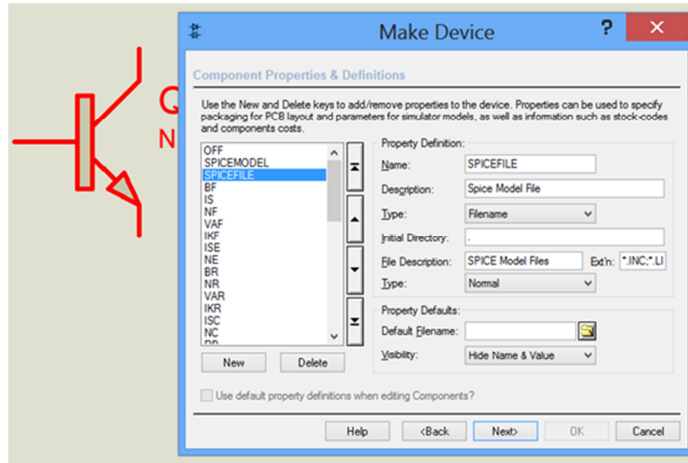 Make Device
?
Q
N
Component Properties & Definitions
Use the New and Delete keys to add/remove properties to the device. Properties can be used to specify
packaging for PCB layout and parameters for simulator models, as well as information such as stock-codes
and components costs.
OFF
SPICEMODEL
SPICEFILE
BF
IS
NF
VAF
IKF
ISE
NE
BR
NR
VAR
IKR
ISC
NC
New Delete
Property Definition:
Name: SPICEFILE
Description: Spice Model File
Type: Filename
Initial Directory: .
File Description: SPICE Model Files Ext'n: *.INC;*.LI
Type: Normal
Property Defaults:
Default Filename:
Visibility: Hide Name & Value
Use default property definitions when editing Components?
Help <Back Next> OK Cancel